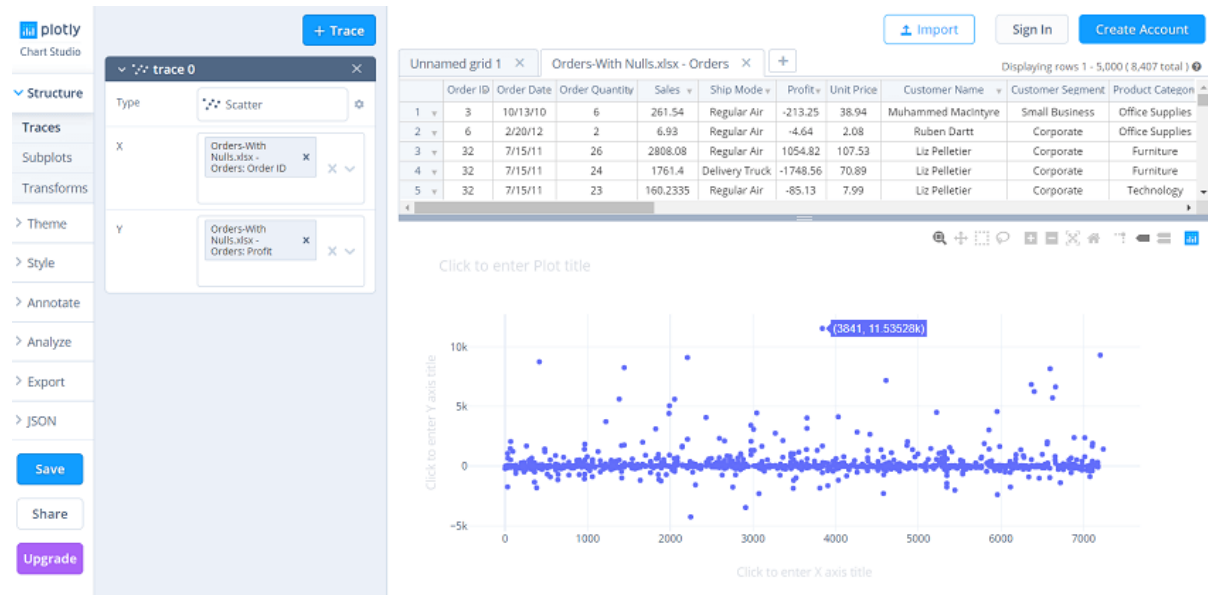 plotly
Chart Studio
Structure
Traces
Subplots
Transforms
Theme
Style
Annotate
Analyze
Export
JSON
Save
Share
Upgrade
+ Trace
trace 0
Type
Scatter
X
Orders-With
Nulls.xlsx -
Orders: Order ID
Y
Orders-With
Nulls.xlsx -
Orders: Profit
Import
Sign In
Create Account
Unnamed grid 1
Orders-With Nulls.xlsx - Orders
+
Displaying rows 1 - 5,000 ( 8,407 total )
Order ID Order Date Order Quantity Sales Ship Mode Profit Unit Price Customer Name Customer Segment Product Categon
1 3 10/13/10 6 261.54 Regular Air -213.25 38.94 Muhammed MacIntyre Small Business Office Supplies
2 6 2/20/12 2 6.93 Regular Air -4.64 2.08 Ruben Dartt Corporate Office Supplies
3 32 7/15/11 26 2808.08 Regular Air 1054.82 107.53 Liz Pelletier Corporate Furniture
4 32 7/15/11 24 1761.4 Delivery Truck -1748.56 70.89 Liz Pelletier Corporate Furniture
5 32 7/15/11 23 160.2335 Regular Air -85.13 7.99 Liz Pelletier Corporate Technology
Click to enter Plot title
(3841, 11.53528k)
Click to enter Y axis title
10k
5k
0
−5k
0 1000 2000 3000 4000 5000 6000 7000
Click to enter X axis title